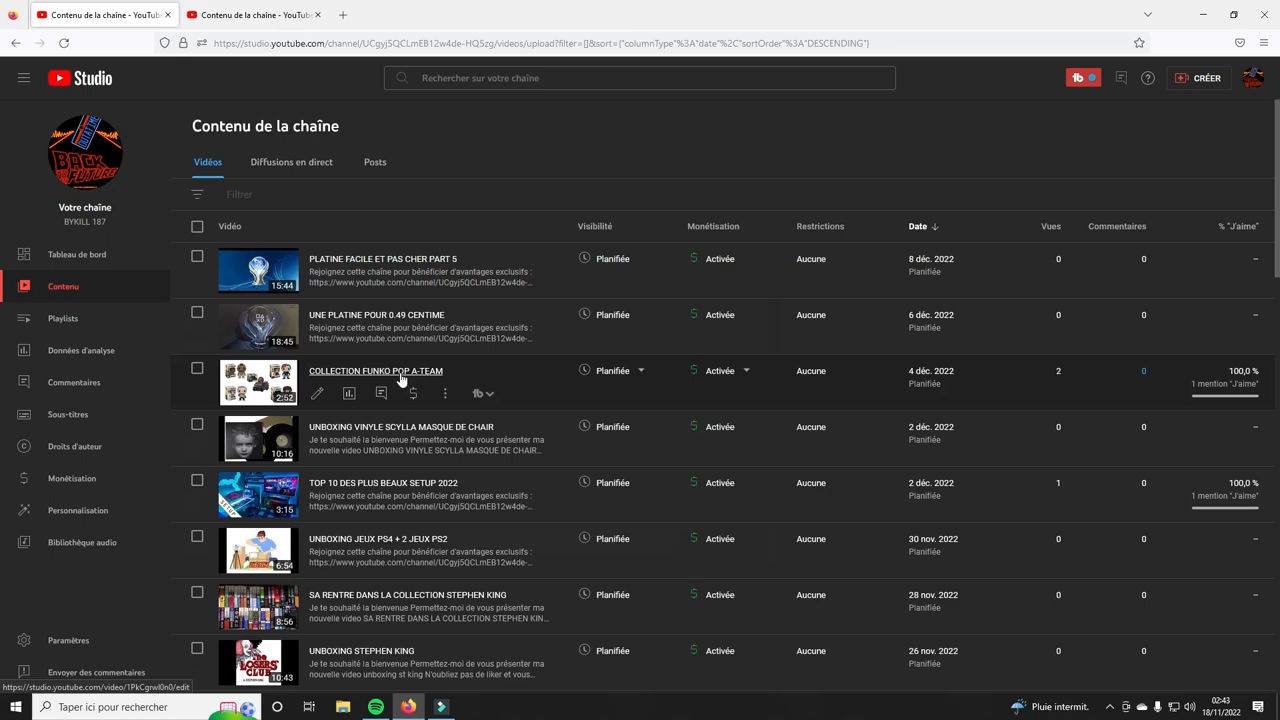 Contenu de la chaîne - YouTube
Contenu de la chaîne - YouTube
https://studio.youtube.com/channel/UCgyj5QCLmEB12w4de-HQ5zg/videos/upload?filter=[]&sort={"columnType"%3A"date"%2C"sortOrder"%3A"DESCENDING"}
Studio
Rechercher sur votre chaîne
CRÉER
Votre chaîne
BYKILL 187
Tableau de bord
Contenu
Playlists
Données d'analyse
Commentaires
Sous-titres
Droits d'auteur
Monétisation
Personnalisation
Bibliothèque audio
Paramètres
Envoyer des commentaires
Contenu de la chaîne
Vidéos Diffusions en direct Posts
Filtrer
Vidéo Visibilité Monétisation Restrictions Date Vues Commentaires % "J'aime"
PLATINE FACILE ET PAS CHER PART 5 Planifiée Activée Aucune 8 déc. 2022 0 0 –
Rejoignez cette chaîne pour bénéficier d'avantages exclusifs : Planifiée
https://www.youtube.com/channel/UCgyj5QCLmEB12w4de-...
15:44
UNE PLATINE POUR 0.49 CENTIME Planifiée Activée Aucune 6 déc. 2022 0 0 –
Rejoignez cette chaîne pour bénéficier d'avantages exclusifs : Planifiée
https://www.youtube.com/channel/UCgyj5QCLmEB12w4de-...
18:45
COLLECTION FUNKO POP A-TEAM Planifiée Activée Aucune 4 déc. 2022 2 0 100,0 %
Planifiée 1 mention "J'aime"
2:52
UNBOXING VINYLE SCYLLA MASQUE DE CHAIR Planifiée Activée Aucune 2 déc. 2022 0 0 –
Je te souhaité la bienvenue Permettez-moi de vous présenter ma Planifiée
nouvelle video UNBOXING VINYLE SCYLLA MASQUE DE CHAIR...
10:16
TOP 10 DES PLUS BEAUX SETUP 2022 Planifiée Activée Aucune 2 déc. 2022 1 0 100,0 %
Rejoignez cette chaîne pour bénéficier d'avantages exclusifs : Planifiée 1 mention "J'aime"
https://www.youtube.com/channel/UCgyj5QCLmEB12w4de-...
SETUP
3:15
UNBOXING JEUX PS4 + 2 JEUX PS2 Planifiée Activée Aucune 30 nov. 2022 0 0 –
Rejoignez cette chaîne pour bénéficier d'avantages exclusifs : Planifiée
https://www.youtube.com/channel/UCgyj5QCLmEB12w4de-...
6:54
SA RENTRE DANS LA COLLECTION STEPHEN KING Planifiée Activée Aucune 28 nov. 2022 0 0 –
Je te souhaité la bienvenue Permettez-moi de vous présenter ma Planifiée
nouvelle video SA RENTRE DANS LA COLLECTION STEPHEN KIN...
8:56
UNBOXING STEPHEN KING Planifiée Activée Aucune 26 nov. 2022 0 0 –
Je te souhaité la bienvenue Permettez-moi de vous présenter ma Planifiée
nouvelle video unboxing st king N'oubliez pas de liker et vous...
LOSERS' CLUB
10:43
https://studio.youtube.com/video/1PkCgrwI0n0/edit
Taper ici pour rechercher
Pluie intermit.
02:43
18/11/2022